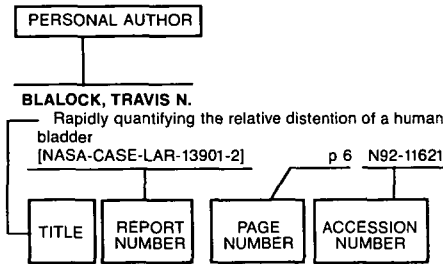 PERSONAL AUTHOR
BLALOCK, TRAVIS N.
Rapidly quantifying the relative distention of a human
bladder
[NASA-CASE-LAR-13901-2] p 6 N92-11621
TITLE REPORT NUMBER PAGE NUMBER ACCESSION NUMBER